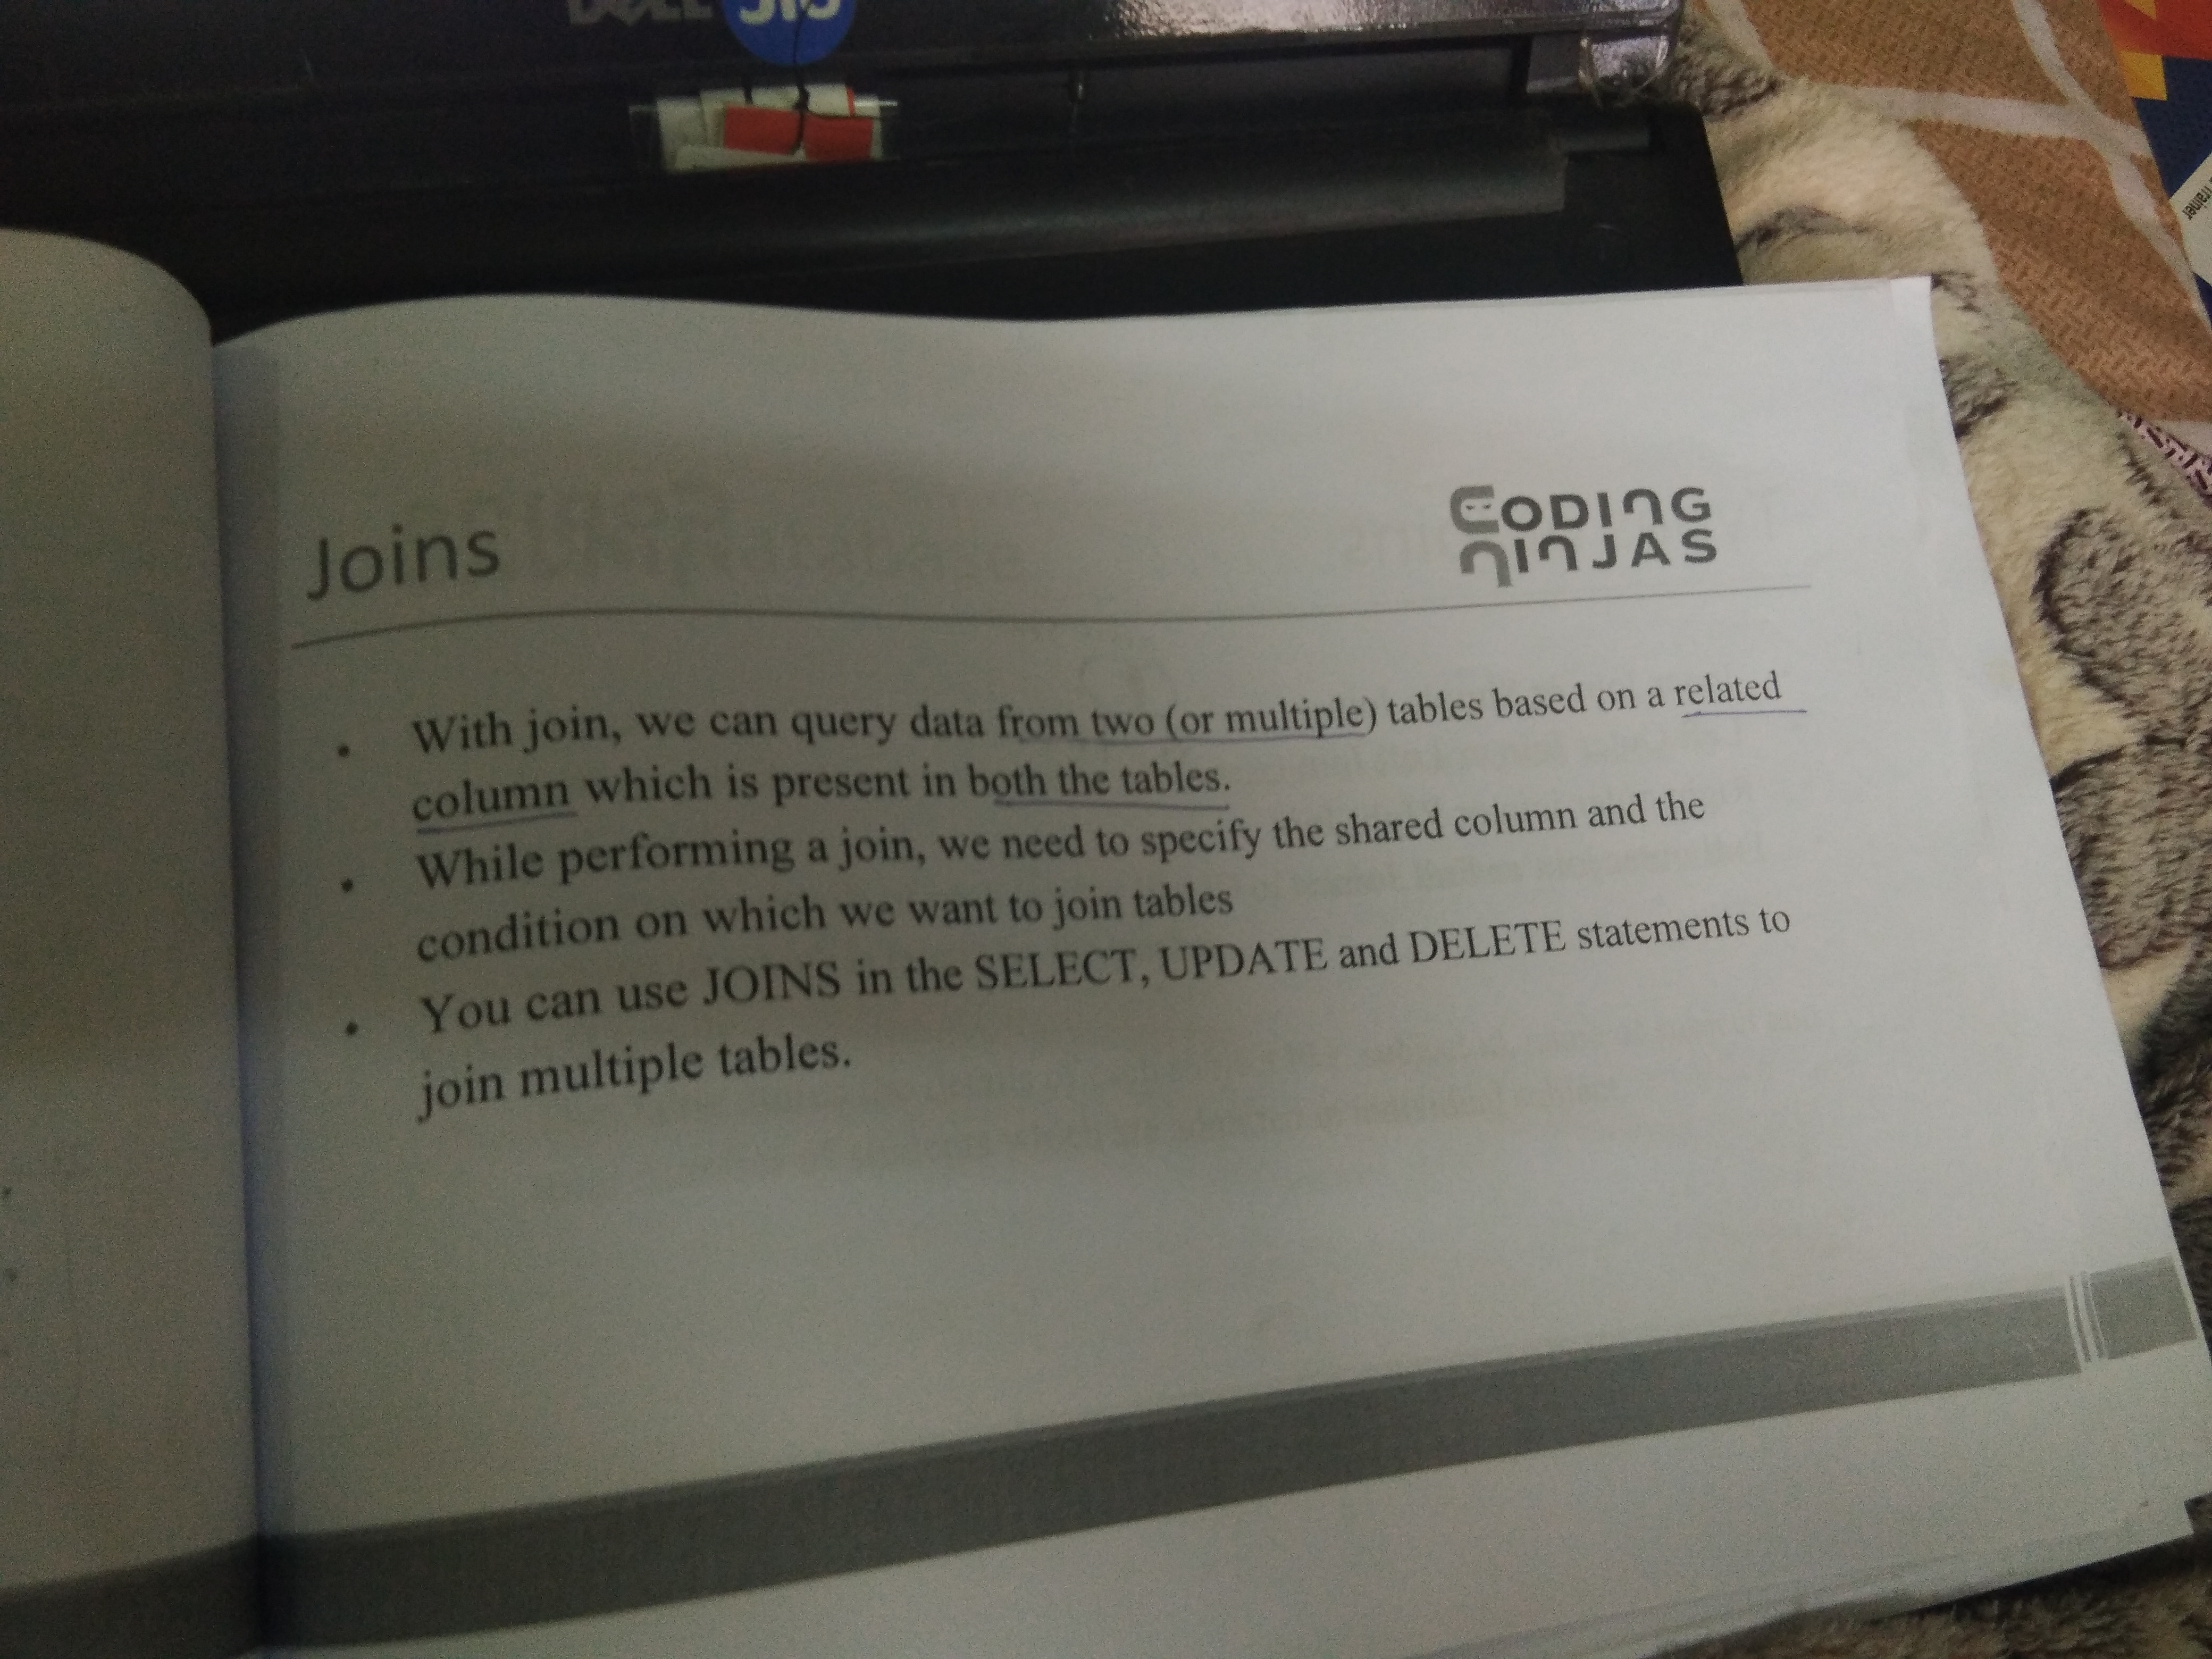 DELL
Trainer
Joins
CODING
NINJAS
• With join, we can query data from two (or multiple) tables based on a related
column which is present in both the tables.
• While performing a join, we need to specify the shared column and the
condition on which we want to join tables
• You can use JOINS in the SELECT, UPDATE and DELETE statements to
join multiple tables.